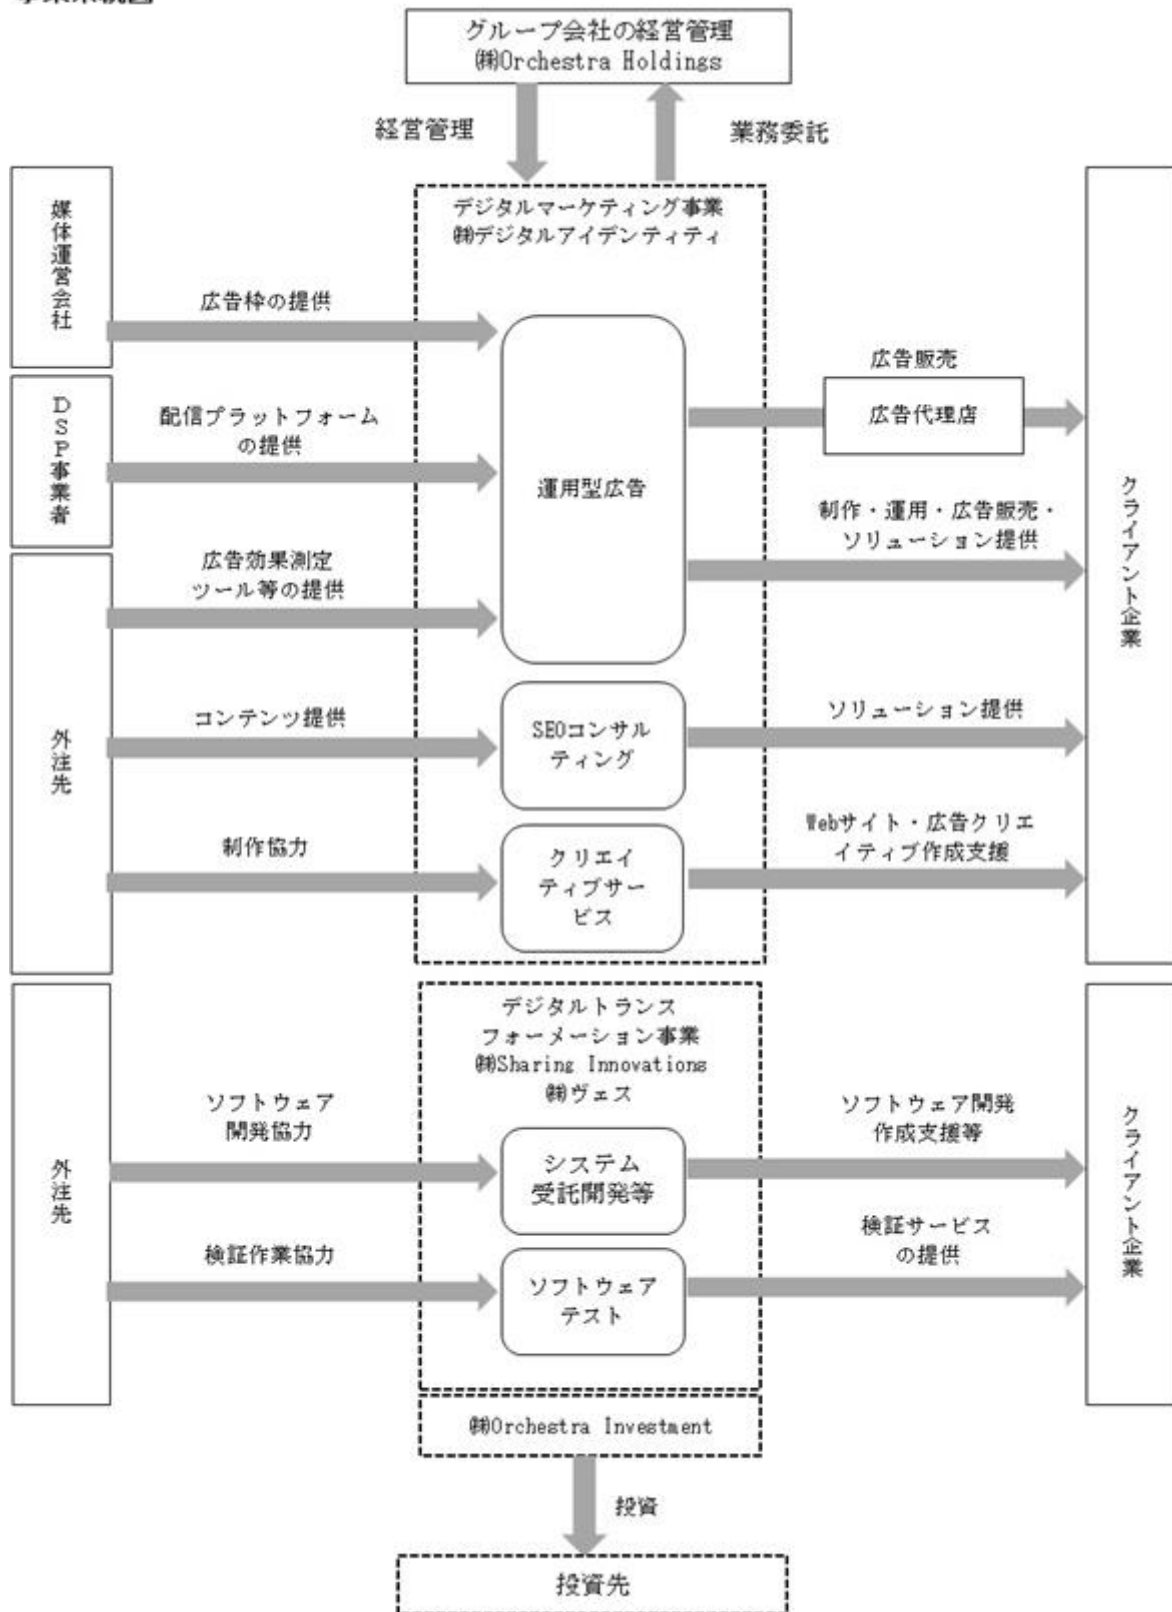 グループ会社の経営管理
㈱Orchestra Holdings
経営管理
業務委託
媒体運営会社
DSP事業者
外注先
デジタルマーケティング事業
㈱デジタルアイデンティティ
広告枠の提供
配信プラットフォーム
の提供
広告効果測定
ツール等の提供
コンテンツ提供
制作協力
運用型広告
SEOコンサル
ティング
クリエイ
ティブサー
ビス
広告販売
広告代理店
制作・運用・広告販売・
ソリューション提供
ソリューション提供
Webサイト・広告クリエ
イティブ作成支援
クライアント企業
外注先
デジタルトランス
フォーメーション事業
㈱Sharing Innovations
㈱ヴェス
ソフトウェア
開発協力
検証作業協力
システム
受託開発等
ソフトウェア
テスト
ソフトウェア開発
作成支援等
検証サービス
の提供
クライアント企業
㈱Orchestra Investment
投資
投資先